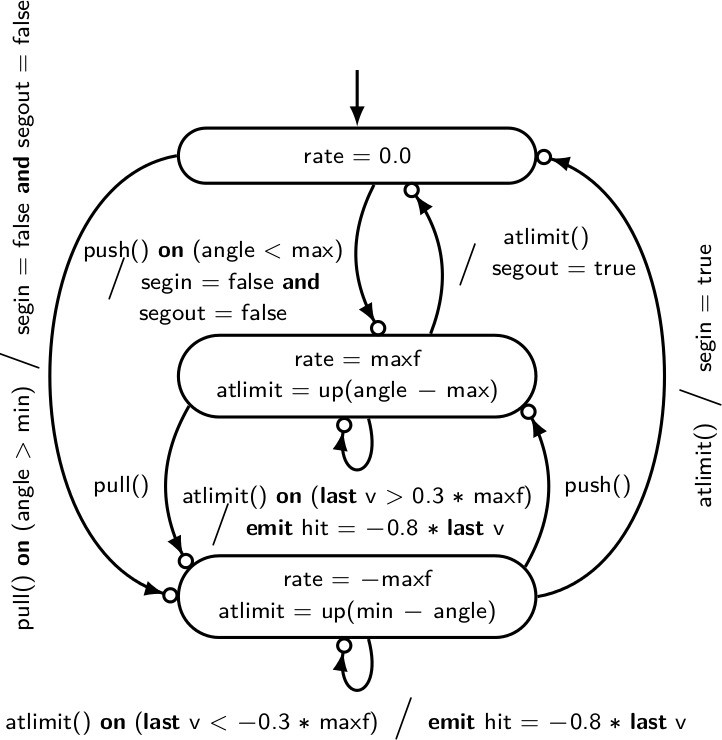 pull() on (angle > min) / segin = false and segout = false
rate = 0.0
push() on (angle < max)
/ segin = false and
segout = false
atlimit()
/ segout = true
rate = maxf
atlimit = up(angle − max)
pull()
atlimit() on (last v > 0.3 * maxf)
/ emit hit = −0.8 * last v
push()
atlimit() / segin = true
rate = −maxf
atlimit = up(min − angle)
atlimit() on (last v < −0.3 * maxf) / emit hit = −0.8 * last v